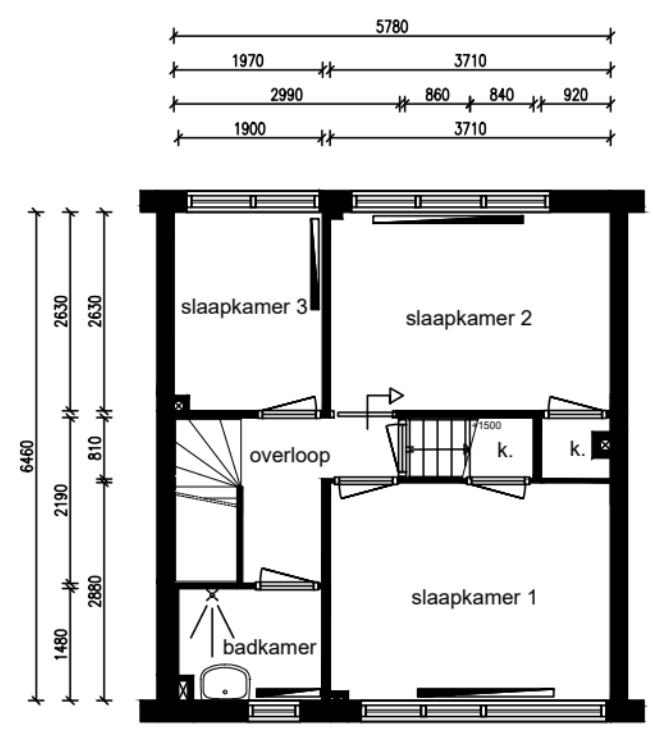 5780
1970 3710
2990 860 840 920
1900 3710
slaapkamer 3
slaapkamer 2
2630
2630
6460
810
2190
2880
1480
+1500
overloop
k.
k.
slaapkamer 1
badkamer